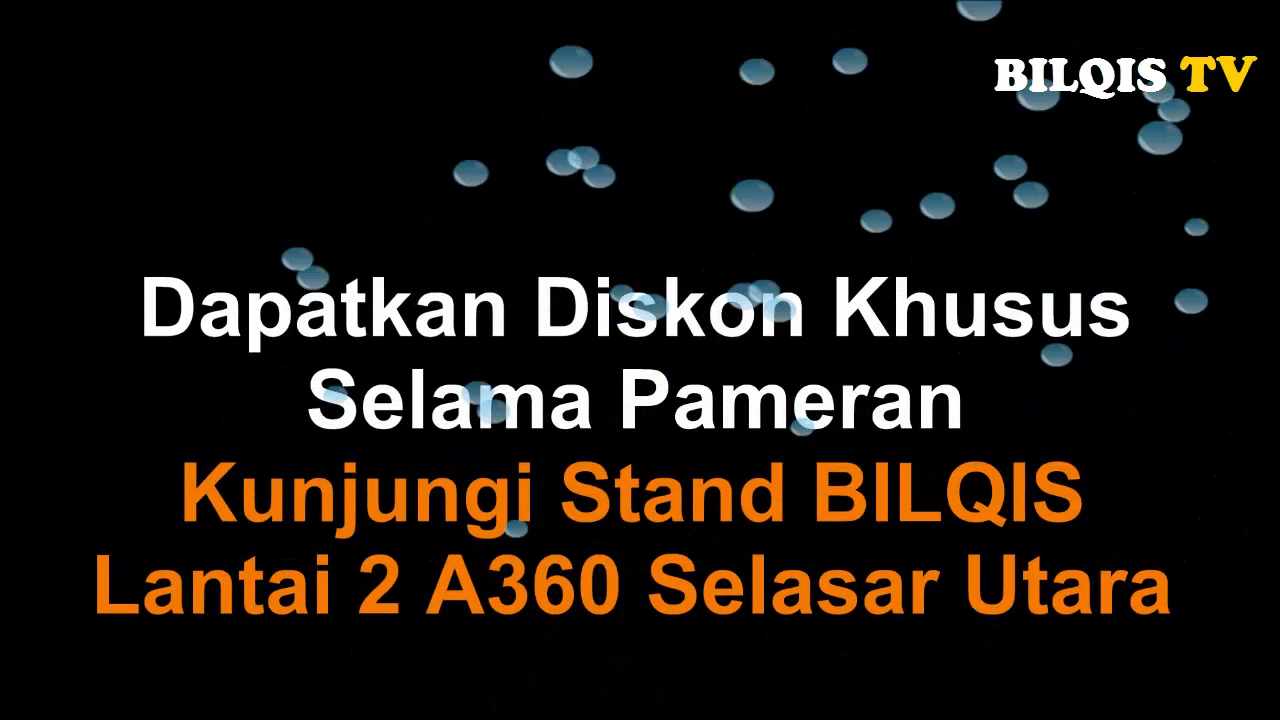 BILQIS TV
Dapatkan Diskon Khusus
Selama Pameran
Kunjungi Stand BILQIS
Lantai 2 A360 Selasar Utara